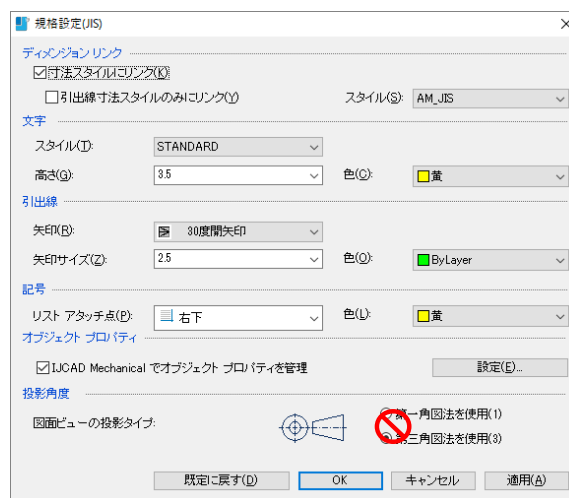 規格設定(JIS)
ディメンジョン リンク
寸法スタイルにリンク(K)
引出線寸法スタイルのみにリンク(Y) スタイル(S): AM_JIS
文字
スタイル(T): STANDARD
高さ(G): 3.5 色(C): 黄
引出線
矢印(R): 30度開矢印
矢印サイズ(Z): 2.5 色(O): ByLayer
記号
リスト アタッチ点(P): 右下 色(L): 黄
オブジェクト プロパティ
IJCAD Mechanical でオブジェクト プロパティを管理 設定(E)...
投影角度
第一角図法を使用(1)
図面ビューの投影タイプ:
第三角図法を使用(3)
既定に戻す(D) OK キャンセル 適用(A)